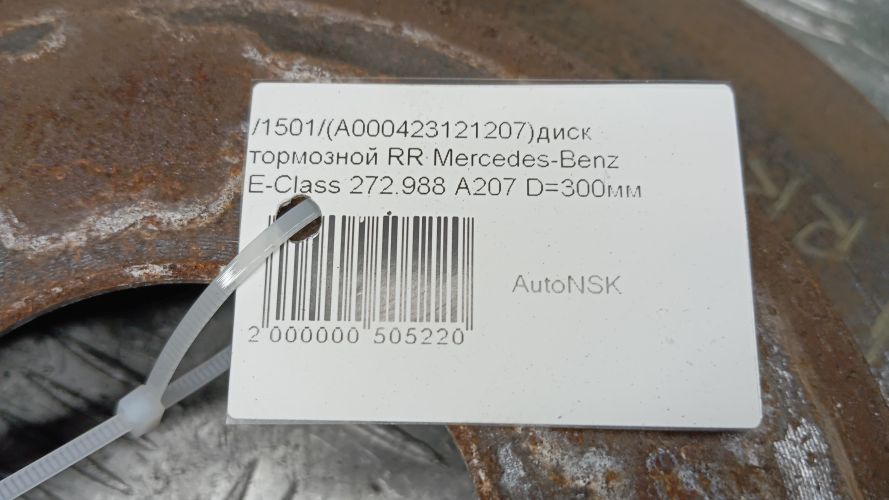 /1501/(A000423121207)диск
тормозной RR Mercedes-Benz
E-Class 272.988 A207 D=300мм
AutoNSK
2 000000 505220